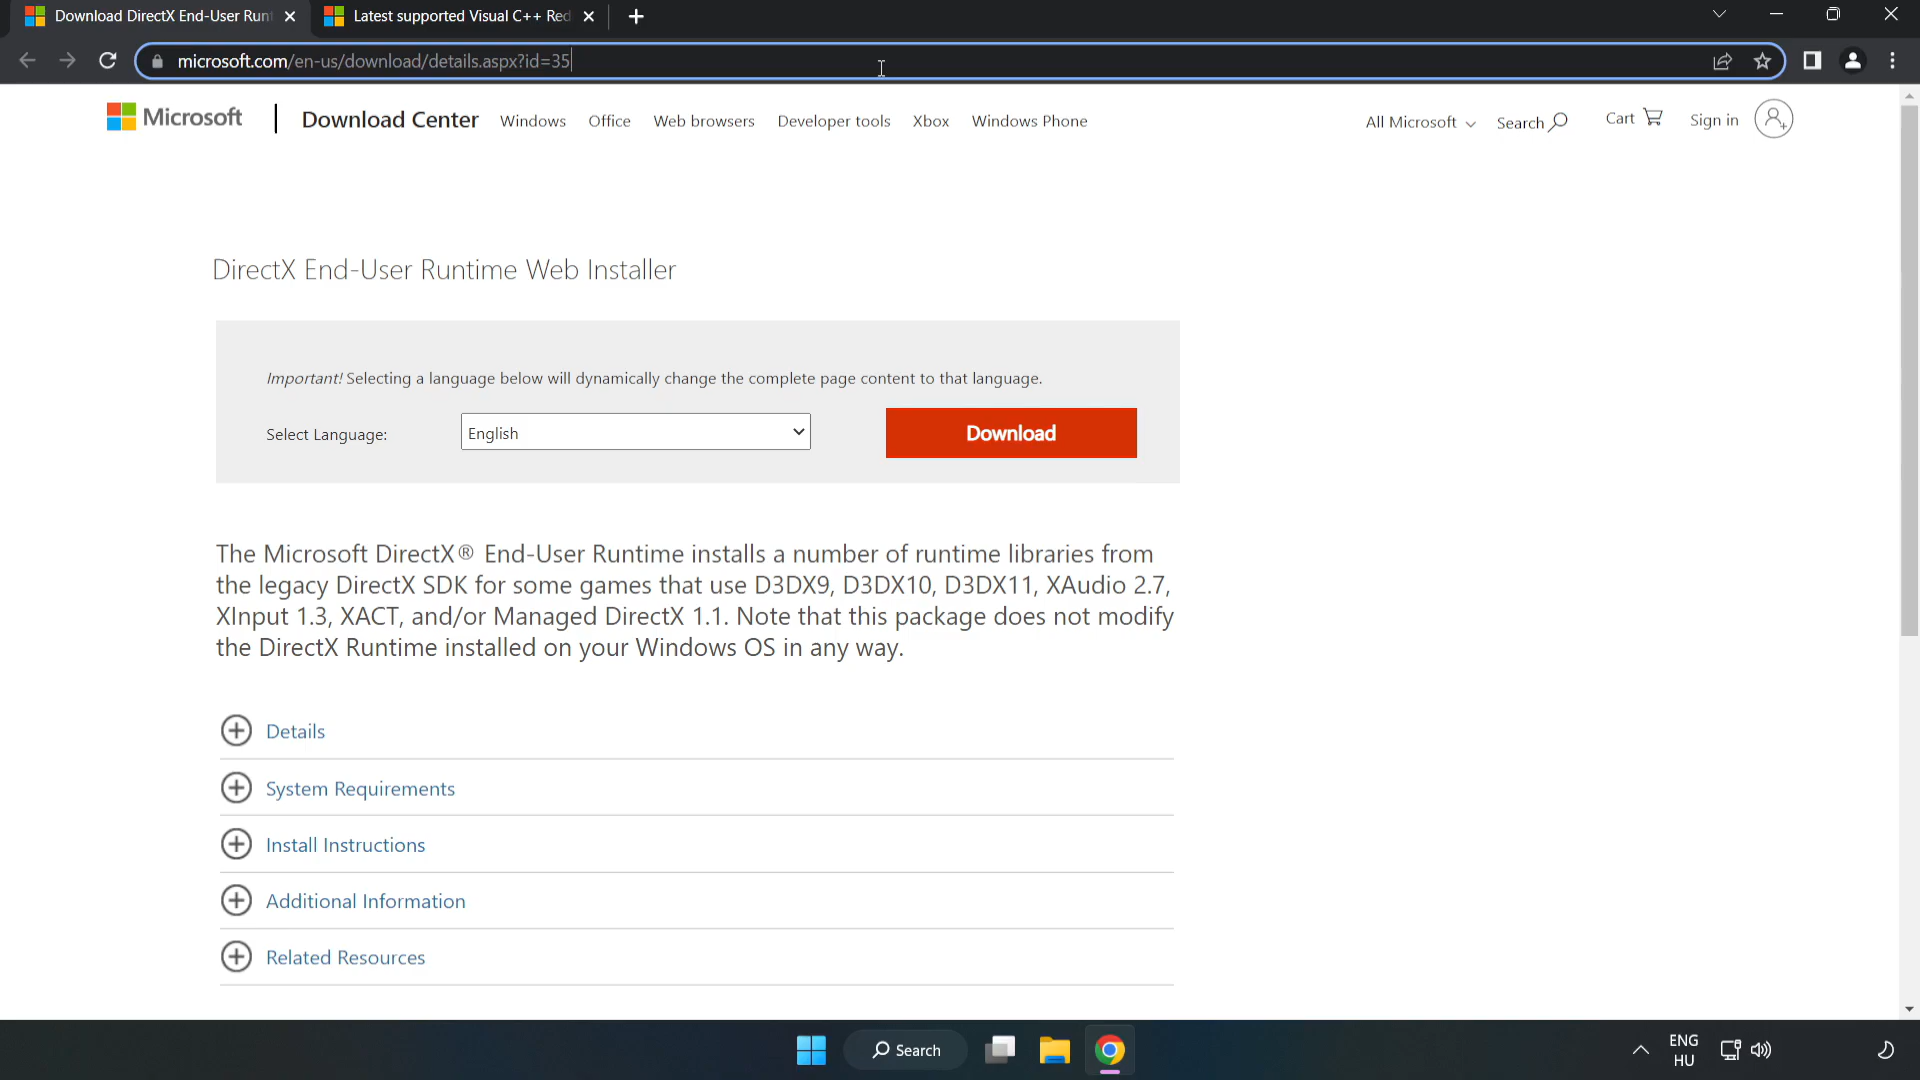 Download DirectX End-User Runt
Latest supported Visual C++ Red
microsoft.com/en-us/download/details.aspx?id=35
Microsoft
Download Center
Windows
Office
Web browsers
Developer tools
Xbox
Windows Phone
All Microsoft
Search
Cart
Sign in
DirectX End-User Runtime Web Installer
Important! Selecting a language below will dynamically change the complete page content to that language.
Select Language:
English
Download
The Microsoft DirectX® End-User Runtime installs a number of runtime libraries from
the legacy DirectX SDK for some games that use D3DX9, D3DX10, D3DX11, XAudio 2.7,
XInput 1.3, XACT, and/or Managed DirectX 1.1. Note that this package does not modify
the DirectX Runtime installed on your Windows OS in any way.
Details
System Requirements
Install Instructions
Additional Information
Related Resources
Search
ENG
HU